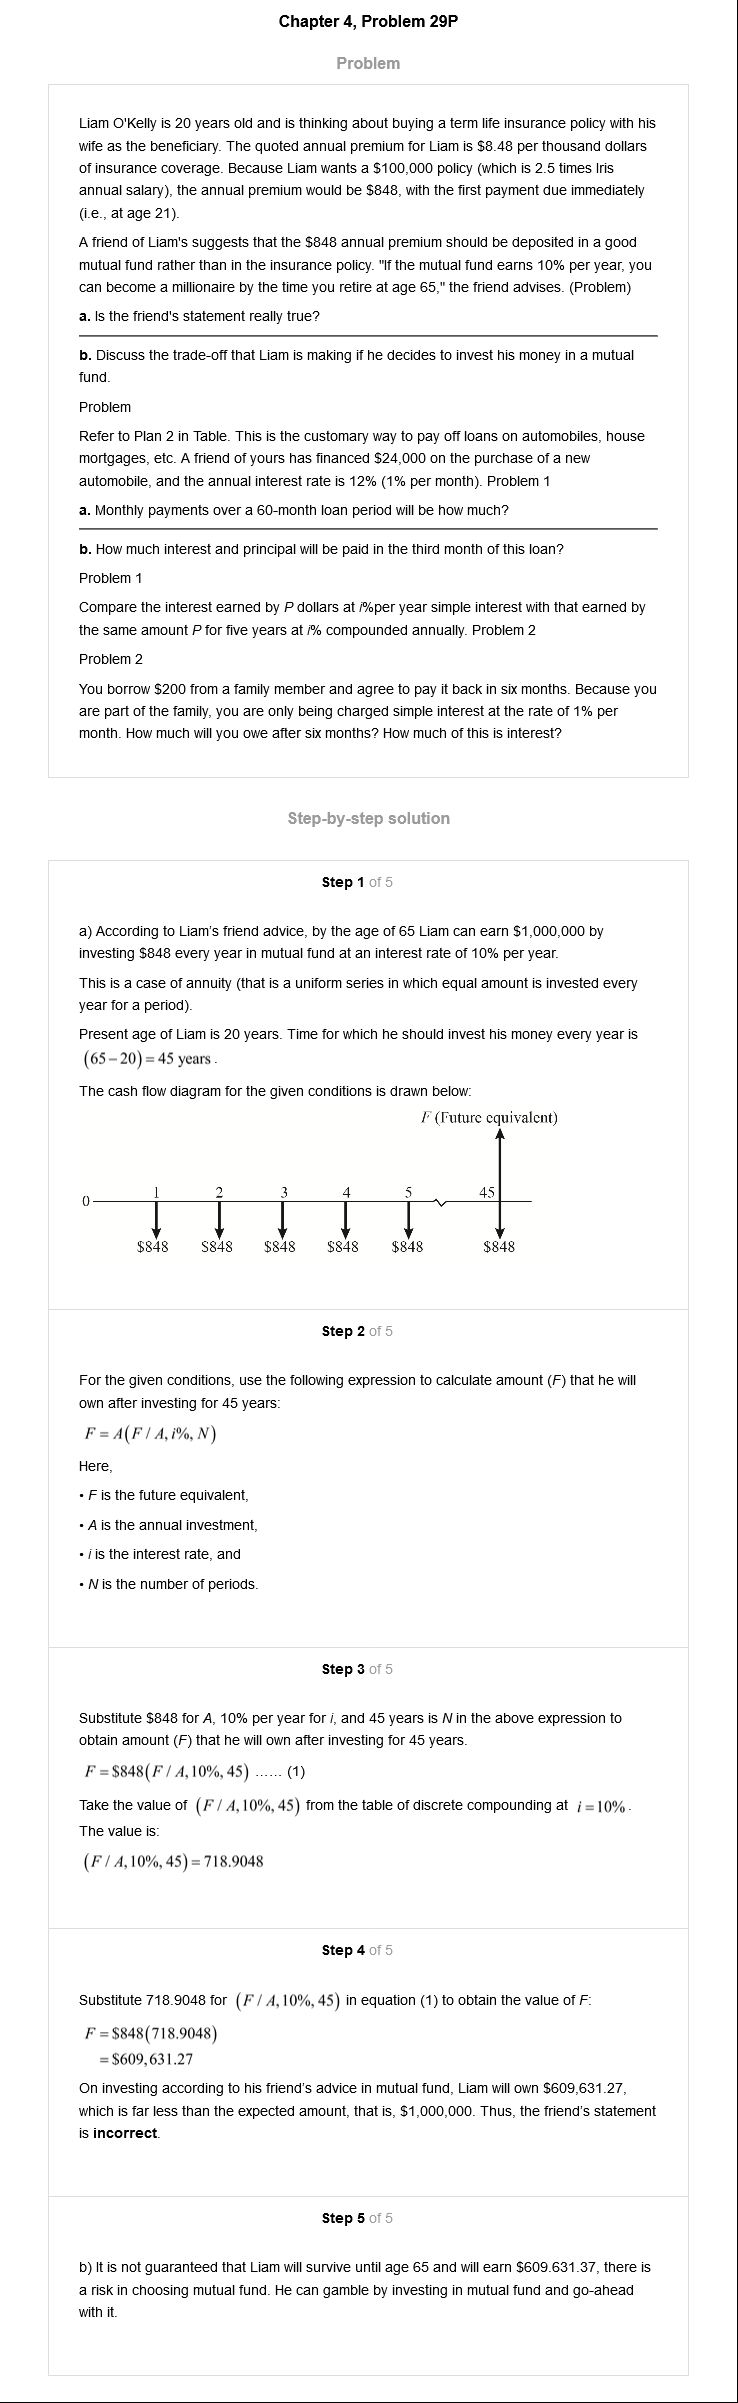 Chapter 4, Problem 29P
Problem
Liam O'Kelly is 20 years old and is thinking about buying a term life insurance policy with his
wife as the beneficiary. The quoted annual premium for Liam is $8.48 per thousand dollars
of insurance coverage. Because Liam wants a $100,000 policy (which is 2.5 times Iris
annual salary), the annual premium would be $848, with the first payment due immediately
(i.e., at age 21).
A friend of Liam's suggests that the $848 annual premium should be deposited in a good
mutual fund rather than in the insurance policy. "If the mutual fund earns 10% per year, you
can become a millionaire by the time you retire at age 65," the friend advises. (Problem)
a. Is the friend's statement really true?
b. Discuss the trade-off that Liam is making if he decides to invest his money in a mutual
fund.
Problem
Refer to Plan 2 in Table. This is the customary way to pay off loans on automobiles, house
mortgages, etc. A friend of yours has financed $24,000 on the purchase of a new
automobile, and the annual interest rate is 12% (1% per month). Problem 1
a. Monthly payments over a 60-month loan period will be how much?
b. How much interest and principal will be paid in the third month of this loan?
Problem 1
Compare the interest earned by P dollars at i%per year simple interest with that earned by
the same amount P for five years at i% compounded annually. Problem 2
Problem 2
You borrow $200 from a family member and agree to pay it back in six months. Because you
are part of the family, you are only being charged simple interest at the rate of 1% per
month. How much will you owe after six months? How much of this is interest?
Step-by-step solution
Step 1 of 5
a) According to Liam's friend advice, by the age of 65 Liam can earn $1,000,000 by
investing $848 every year in mutual fund at an interest rate of 10% per year.
This is a case of annuity (that is a uniform series in which equal amount is invested every
year for a period).
Present age of Liam is 20 years. Time for which he should invest his money every year is
(65−20)=45 years.
The cash flow diagram for the given conditions is drawn below:
F (Future equivalent)
0 1 2 3 4 5 45
$848 $848 $848 $848 $848 $848
Step 2 of 5
For the given conditions, use the following expression to calculate amount (F) that he will
own after investing for 45 years:
F = A(F / A, i%, N)
Here,
• F is the future equivalent,
• A is the annual investment,
• i is the interest rate, and
• N is the number of periods.
Step 3 of 5
Substitute $848 for A, 10% per year for i, and 45 years is N in the above expression to
obtain amount (F) that he will own after investing for 45 years.
F = $848(F / A, 10%, 45) ...... (1)
Take the value of (F / A, 10%, 45) from the table of discrete compounding at i = 10%.
The value is:
(F / A, 10%, 45) = 718.9048
Step 4 of 5
Substitute 718.9048 for (F / A, 10%, 45) in equation (1) to obtain the value of F:
F = $848(718.9048)
= $609,631.27
On investing according to his friend's advice in mutual fund, Liam will own $609,631.27,
which is far less than the expected amount, that is, $1,000,000. Thus, the friend's statement
is incorrect.
Step 5 of 5
b) It is not guaranteed that Liam will survive until age 65 and will earn $609.631.37, there is
a risk in choosing mutual fund. He can gamble by investing in mutual fund and go-ahead
with it.